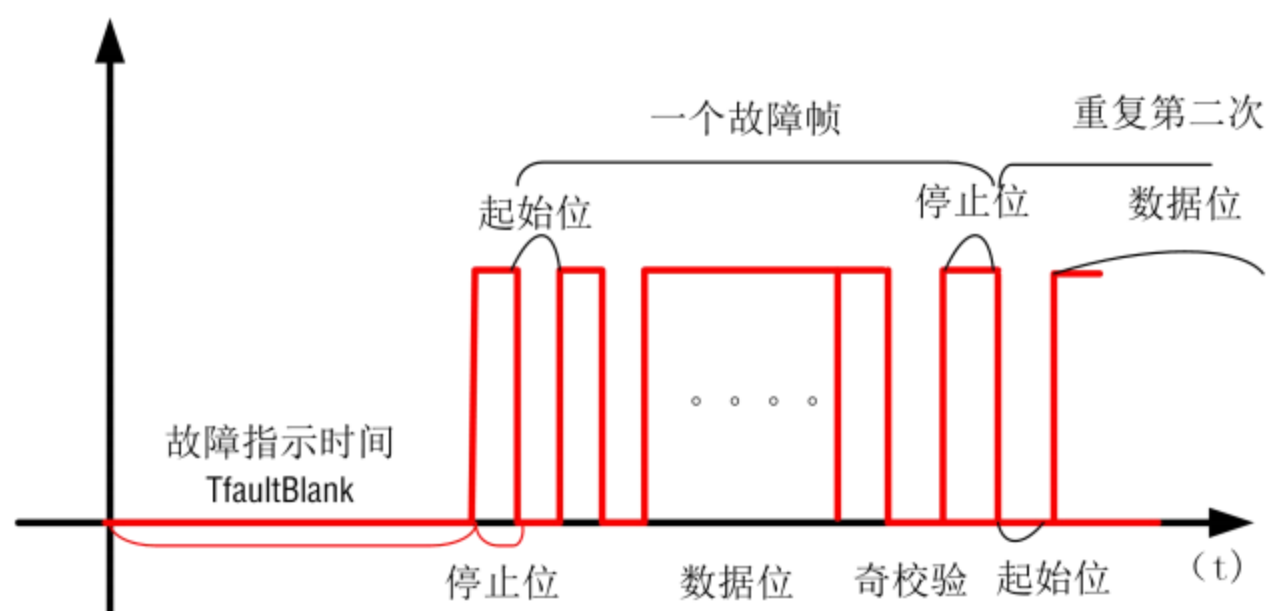 一个故障帧
重复第二次
起始位
停止位
数据位
故障指示时间
TfaultBlank
停止位
数据位
奇校验
起始位
(t)